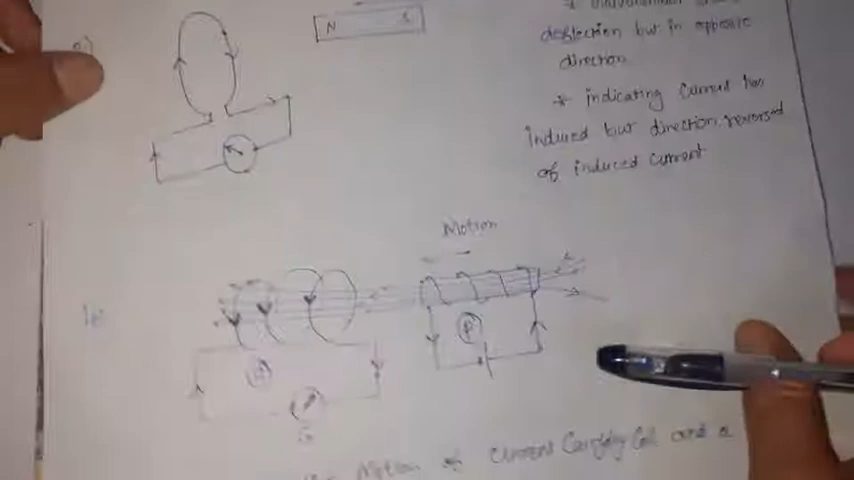 N S
deflection but in opposite
direction
* indicating current has
induced but direction reversed
of induced current
Motion
P
G
Motion of current Carrying Coil and a